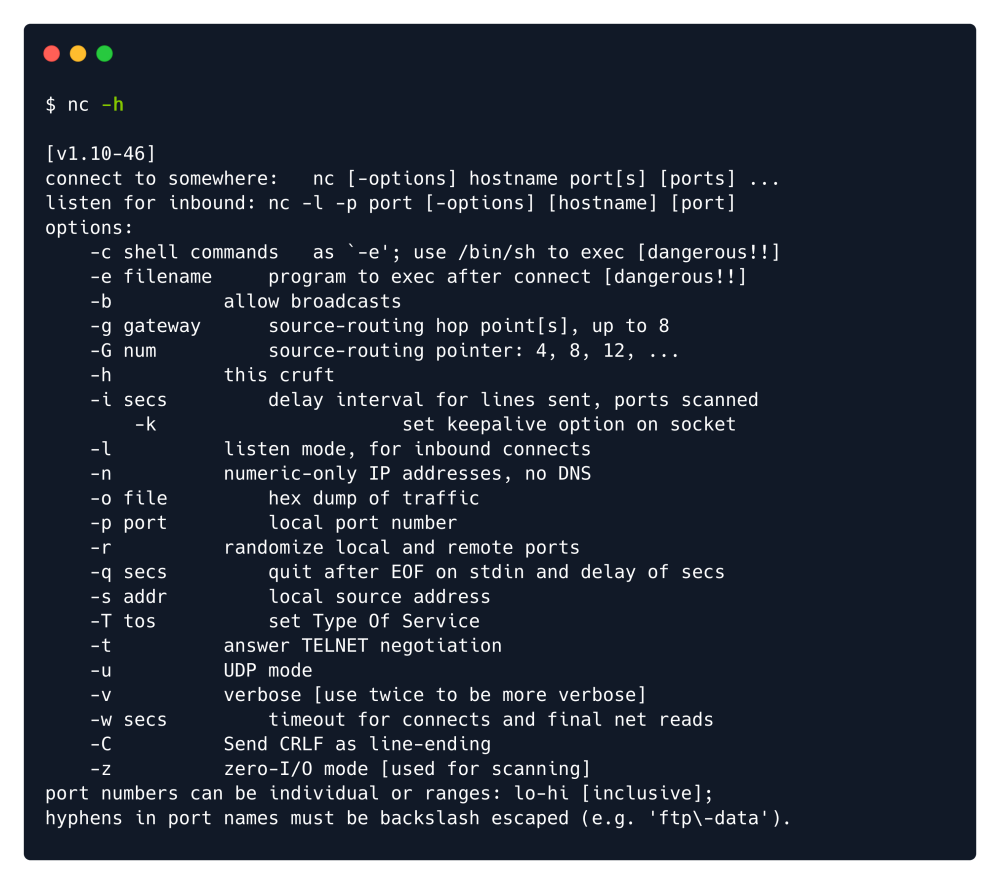 $ nc -h

[v1.10-46]
connect to somewhere:   nc [-options] hostname port[s] [ports] ...
listen for inbound: nc -l -p port [-options] [hostname] [port]
options:
    -c shell commands   as `-e'; use /bin/sh to exec [dangerous!!]
    -e filename     program to exec after connect [dangerous!!]
    -b          allow broadcasts
    -g gateway      source-routing hop point[s], up to 8
    -G num          source-routing pointer: 4, 8, 12, ...
    -h          this cruft
    -i secs         delay interval for lines sent, ports scanned
        -k                      set keepalive option on socket
    -l          listen mode, for inbound connects
    -n          numeric-only IP addresses, no DNS
    -o file         hex dump of traffic
    -p port         local port number
    -r          randomize local and remote ports
    -q secs         quit after EOF on stdin and delay of secs
    -s addr         local source address
    -T tos          set Type Of Service
    -t          answer TELNET negotiation
    -u          UDP mode
    -v          verbose [use twice to be more verbose]
    -w secs         timeout for connects and final net reads
    -C          Send CRLF as line-ending
    -z          zero-I/O mode [used for scanning]
port numbers can be individual or ranges: lo-hi [inclusive];
hyphens in port names must be backslash escaped (e.g. 'ftp\-data').